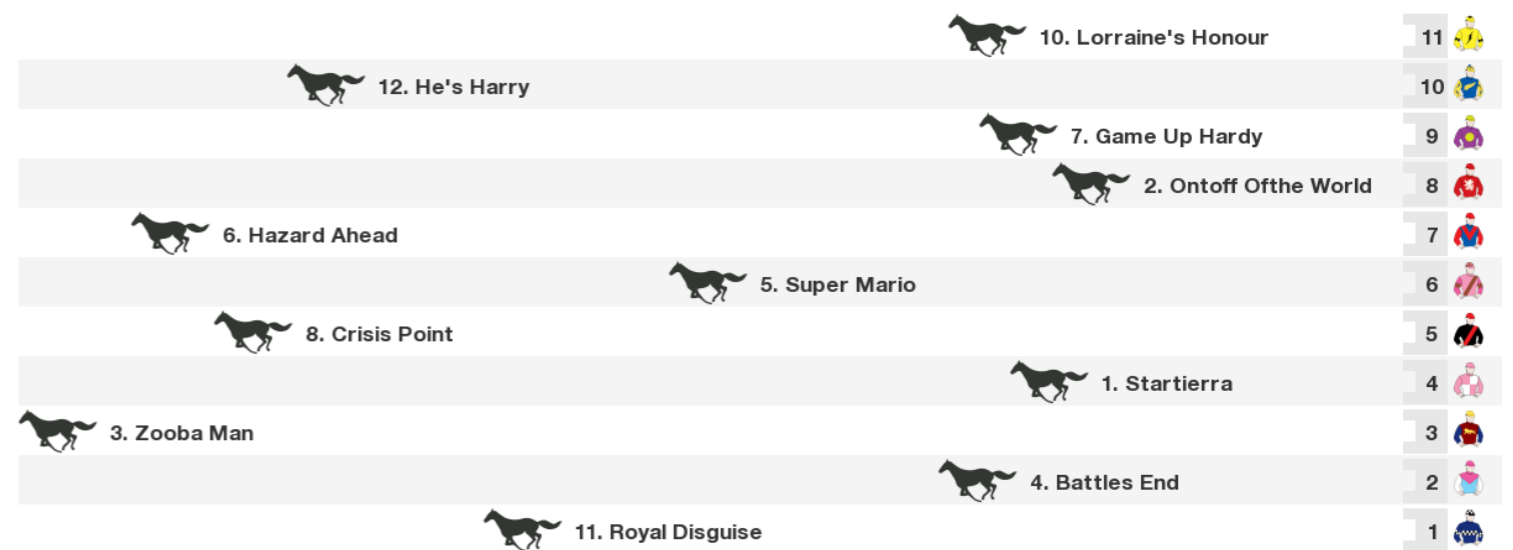 10. Lorraine's Honour 11
12. He's Harry 10
7. Game Up Hardy 9
2. Ontoff Ofthe World 8
6. Hazard Ahead 7
5. Super Mario 6
8. Crisis Point 5
1. Startierra 4
3. Zooba Man 3
4. Battles End 2
11. Royal Disguise 1